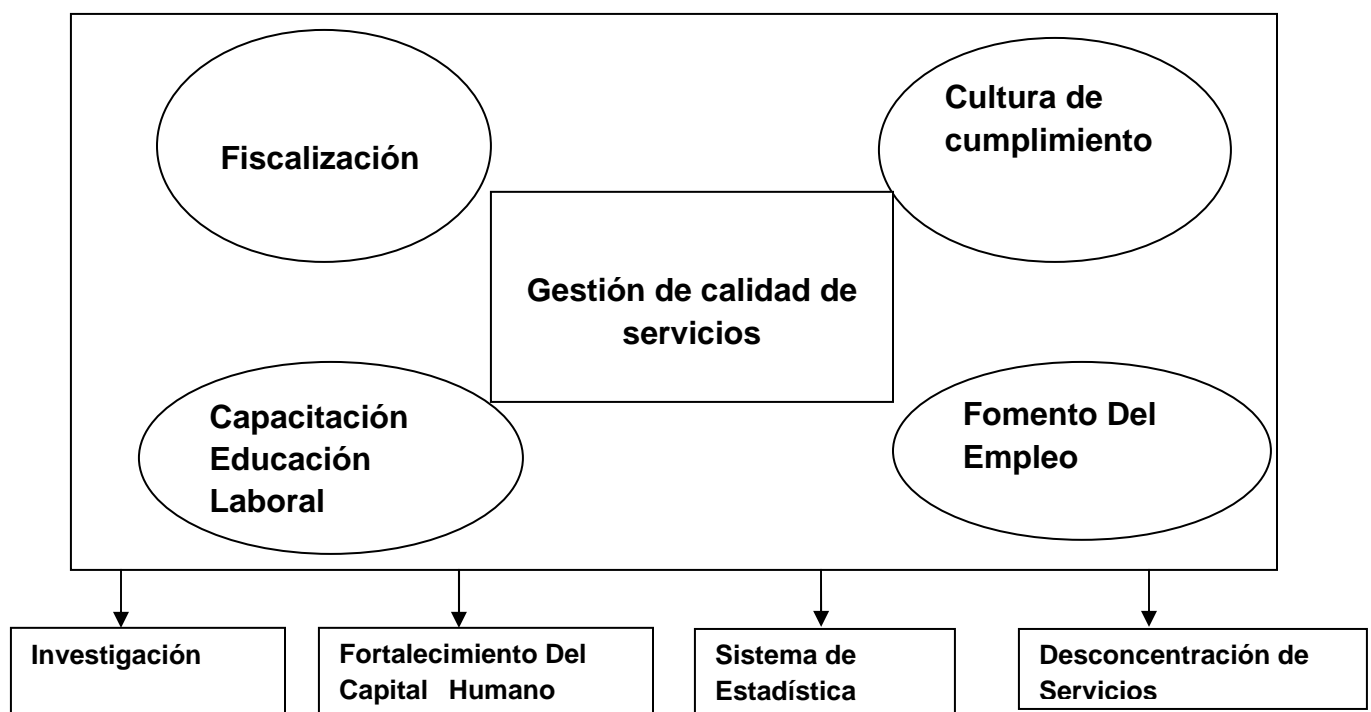 Fiscalización
Cultura de
cumplimiento
Gestión de calidad de
servicios
Capacitación
Educación
Laboral
Fomento Del
Empleo
Investigación
Fortalecimiento Del
Capital Humano
Sistema de
Estadística
Desconcentración de
Servicios